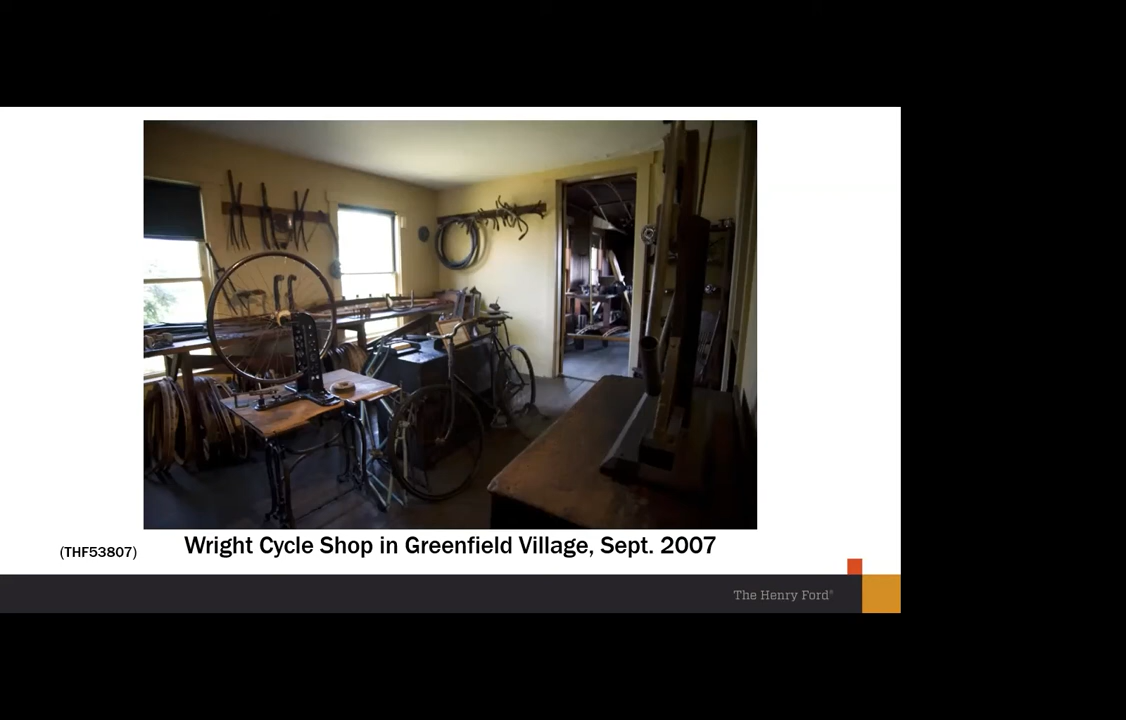 (THF53807)
Wright Cycle Shop in Greenfield Village, Sept. 2007
The Henry Ford®